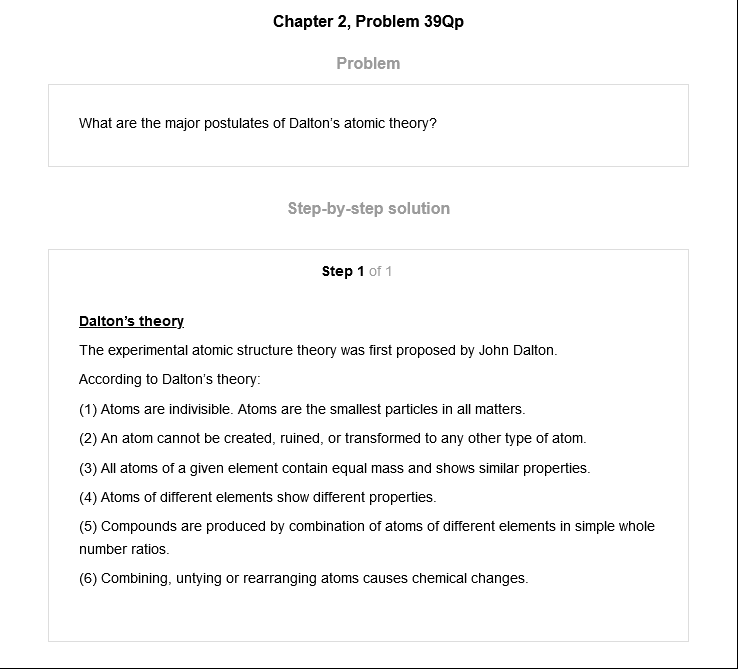 Chapter 2, Problem 39Qp
Problem
What are the major postulates of Dalton’s atomic theory?
Step-by-step solution
Step 1 of 1
Dalton’s theory
The experimental atomic structure theory was first proposed by John Dalton.
According to Dalton’s theory:
(1) Atoms are indivisible. Atoms are the smallest particles in all matters.
(2) An atom cannot be created, ruined, or transformed to any other type of atom.
(3) All atoms of a given element contain equal mass and shows similar properties.
(4) Atoms of different elements show different properties.
(5) Compounds are produced by combination of atoms of different elements in simple whole
number ratios.
(6) Combining, untying or rearranging atoms causes chemical changes.